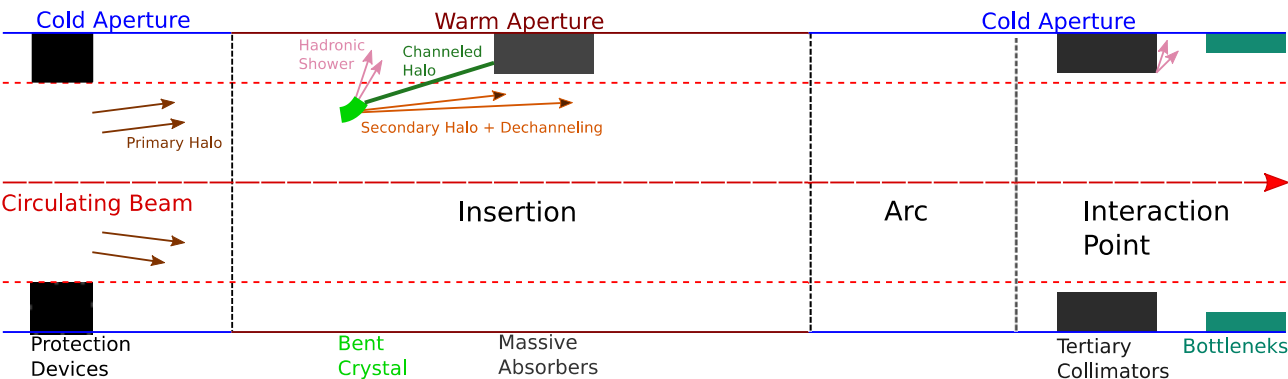 Cold Aperture
Warm Aperture
Cold Aperture
Hadronic
Shower
Channeled
Halo
Primary Halo
Secondary Halo + Dechanneling
Circulating Beam
Insertion
Arc
Interaction
Point
Protection
Devices
Bent
Crystal
Massive
Absorbers
Tertiary
Collimators
Bottleneks